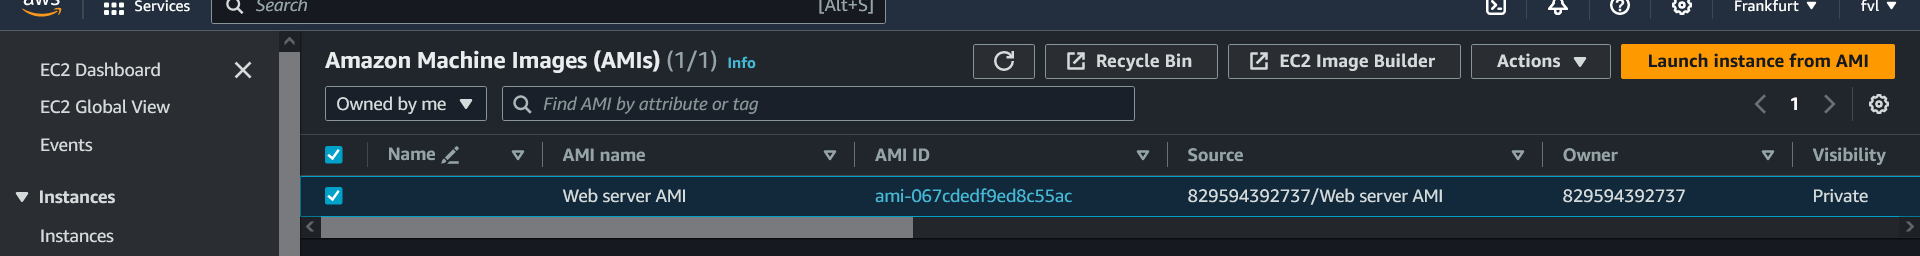 aws Services Search [Alt+S] Frankfurt fvl
EC2 Dashboard
EC2 Global View
Events
Instances
Instances
Amazon Machine Images (AMIs) (1/1) Info Recycle Bin EC2 Image Builder Actions Launch instance from AMI
Owned by me Find AMI by attribute or tag 1
Name AMI name AMI ID Source Owner Visibility
Web server AMI ami-067cdedf9ed8c55ac 829594392737/Web server AMI 829594392737 Private